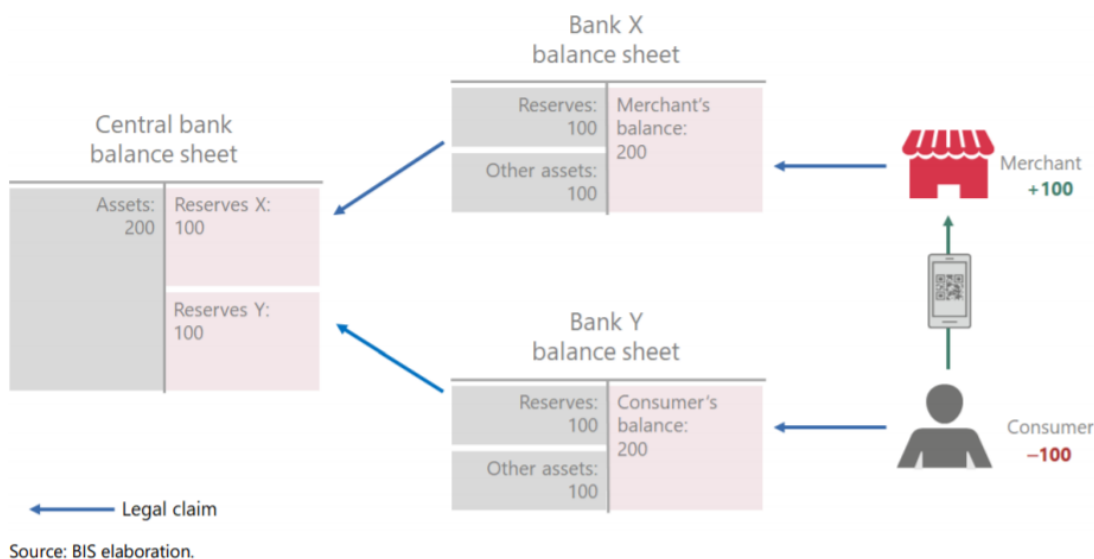 Central bank
balance sheet
Assets:
200
Reserves X:
100
Reserves Y:
100
Bank X
balance sheet
Reserves:
100
Other assets:
100
Merchant's
balance:
200
Bank Y
balance sheet
Reserves:
100
Other assets:
100
Consumer's
balance:
200
Merchant
+100
Consumer
−100
Legal claim
Source: BIS elaboration.